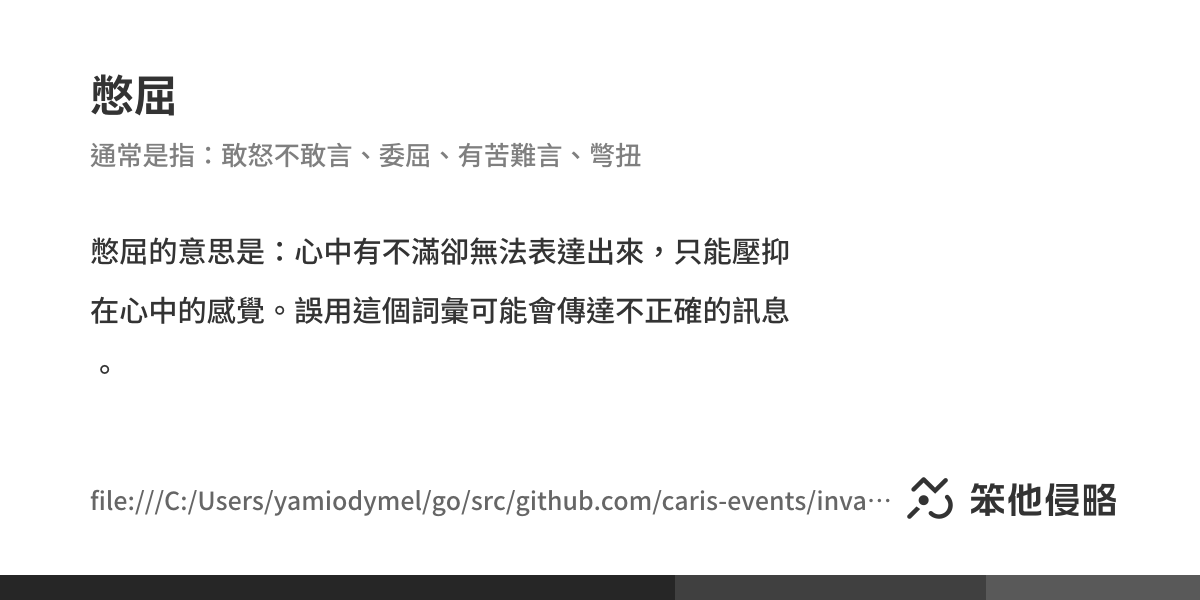 憋屈
通常是指：敢怒不敢言、委屈、有苦難言、彆扭
憋屈的意思是：心中有不滿卻無法表達出來，只能壓抑
在心中的感覺。誤用這個詞彙可能會傳達不正確的訊息
。
file:///C:/Users/yamiodymel/go/src/github.com/caris-events/inva⋯
笨他侵略